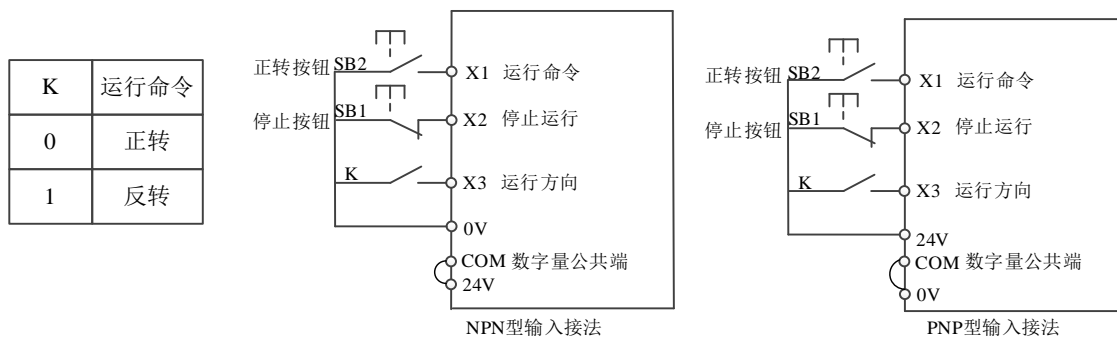 K 运行命令
0 正转
1 反转
正转按钮 SB2 X1 运行命令
停止按钮 SB1 X2 停止运行
K X3 运行方向
0V
COM 数字量公共端
24V
NPN型输入接法
正转按钮 SB2 X1 运行命令
停止按钮 SB1 X2 停止运行
K X3 运行方向
24V
COM 数字量公共端
0V
PNP型输入接法